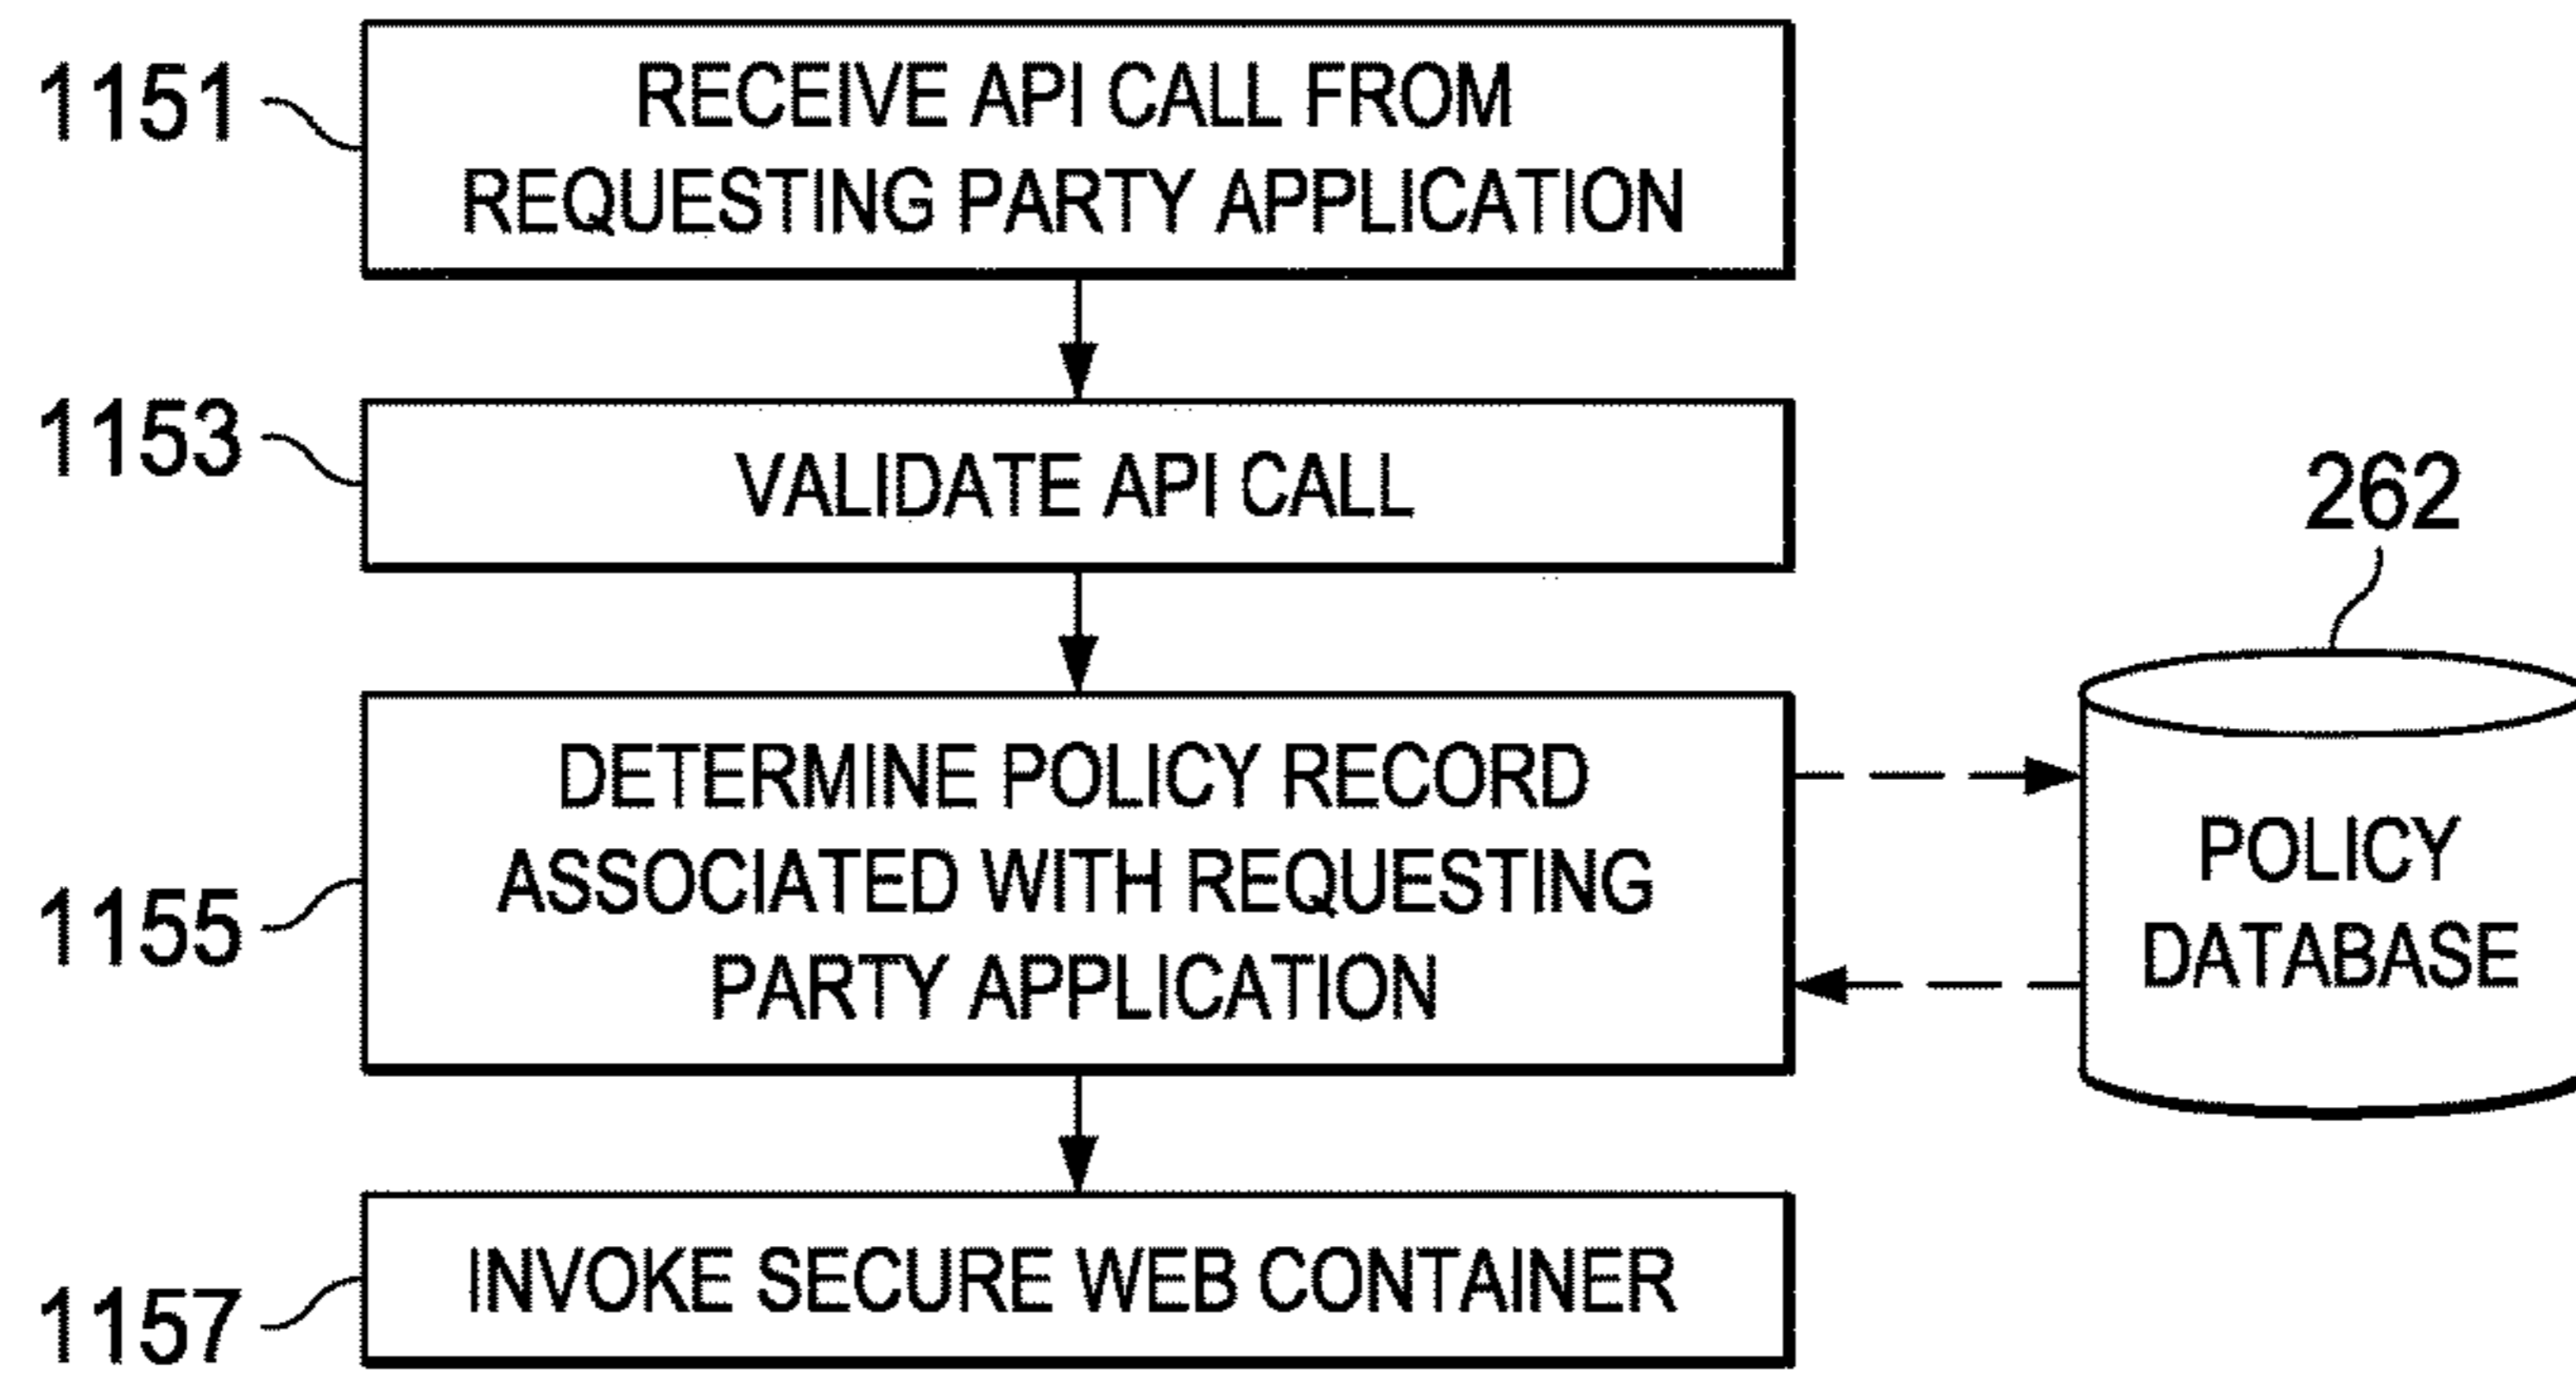 1151
RECEIVE API CALL FROM
REQUESTING PARTY APPLICATION
1153
VALIDATE API CALL
262
1155
DETERMINE POLICY RECORD
ASSOCIATED WITH REQUESTING
PARTY APPLICATION
POLICY
DATABASE
1157
INVOKE SECURE WEB CONTAINER